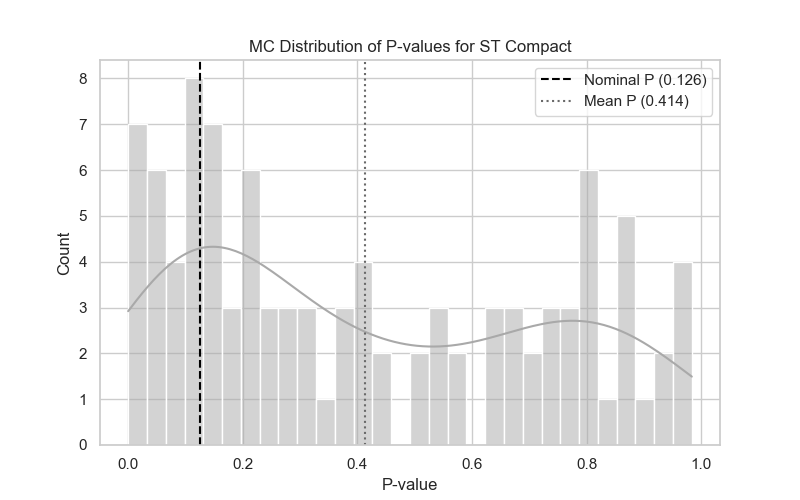 MC Distribution of P-values for ST Compact
Nominal P (0.126)
Mean P (0.414)
Count
8
7
6
5
4
3
2
1
0
0.0 0.2 0.4 0.6 0.8 1.0
P-value